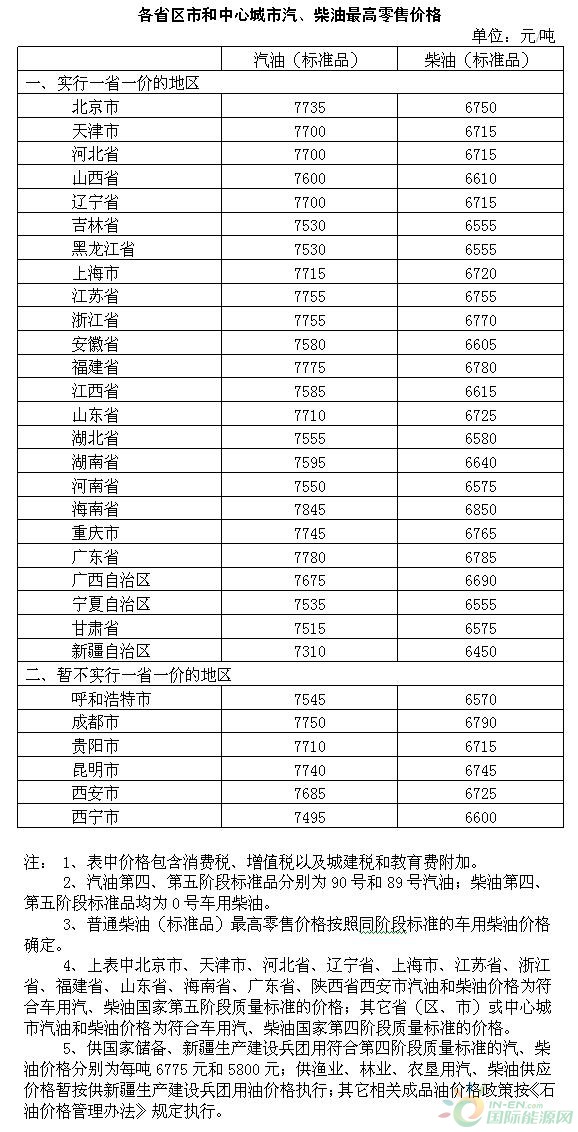 各省区市和中心城市汽、柴油最高零售价格
单位：元/吨
汽油（标准品） 柴油（标准品）
一、实行一省一价的地区
北京市 7735 6750
天津市 7700 6715
河北省 7700 6715
山西省 7600 6610
辽宁省 7700 6715
吉林省 7530 6555
黑龙江省 7530 6555
上海市 7715 6720
江苏省 7755 6755
浙江省 7755 6770
安徽省 7580 6605
福建省 7775 6780
江西省 7585 6615
山东省 7710 6725
湖北省 7555 6580
湖南省 7595 6640
河南省 7550 6575
海南省 7845 6850
重庆市 7745 6765
广东省 7780 6785
广西自治区 7675 6690
宁夏自治区 7535 6555
甘肃省 7515 6575
新疆自治区 7310 6450
二、暂不实行一省一价的地区
呼和浩特市 7545 6570
成都市 7750 6790
贵阳市 7710 6715
昆明市 7740 6745
西安市 7685 6725
西宁市 7495 6600
注： 1、表中价格包含消费税、增值税以及城建税和教育费附加。
2、汽油第四、第五阶段标准品分别为 90 号和 89 号汽油；柴油第四、
第五阶段标准品均为 0 号车用柴油。
3、普通柴油（标准品）最高零售价格按照同阶段标准的车用柴油价格
确定。
4、上表中北京市、天津市、河北省、辽宁省、上海市、江苏省、浙江
省、福建省、山东省、海南省、广东省、陕西省西安市汽油和柴油价格为符
合车用汽、柴油国家第五阶段质量标准的价格；其它省（区、市）或中心城
市汽油和柴油价格为符合车用汽、柴油国家第四阶段质量标准的价格。
5、供国家储备、新疆生产建设兵团用符合第四阶段质量标准的汽、柴
油价格分别为每吨 6775 元和 5800 元；供渔业、林业、农垦用汽、柴油供应
价格暂按供新疆生产建设兵团用油价格执行；其它相关成品油价格政策按《石
油价格管理办法》规定执行。
IN-EN.com
国际能源网